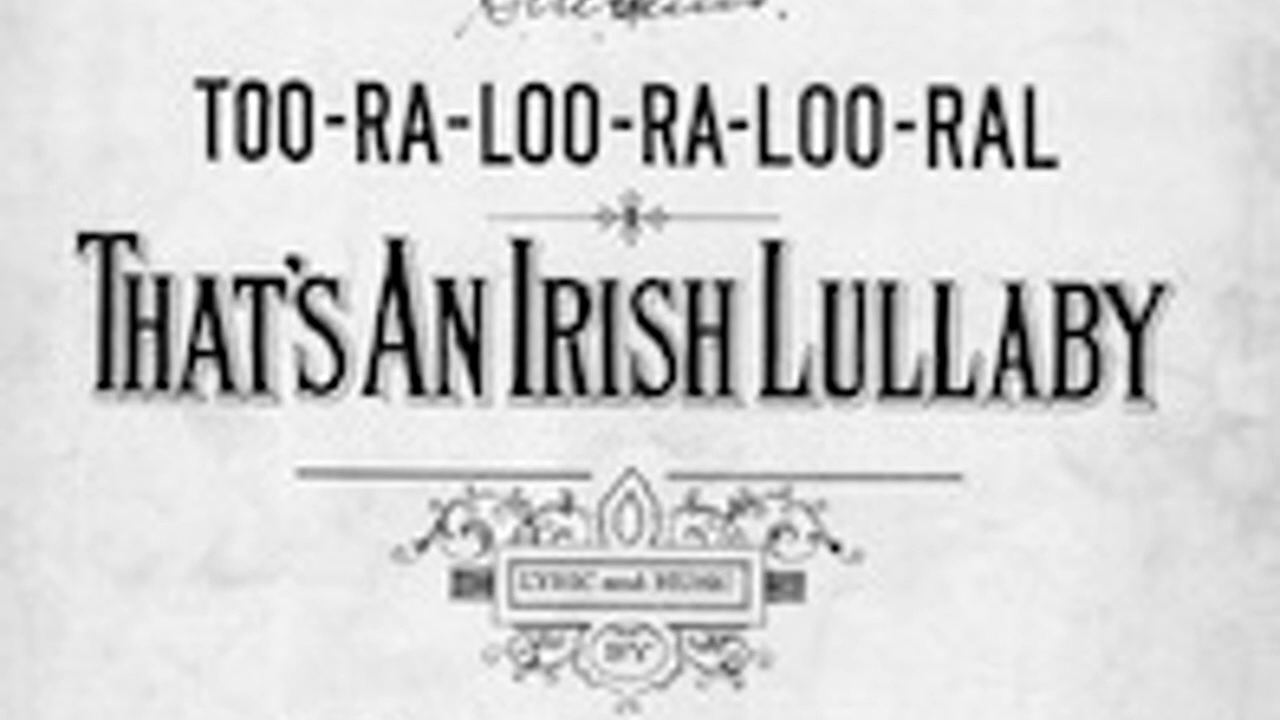 TOO-RA-LOO-RA-LOO-RAL
THAT'S AN IRISH LULLABY
LYRIC and MUSIC
BY